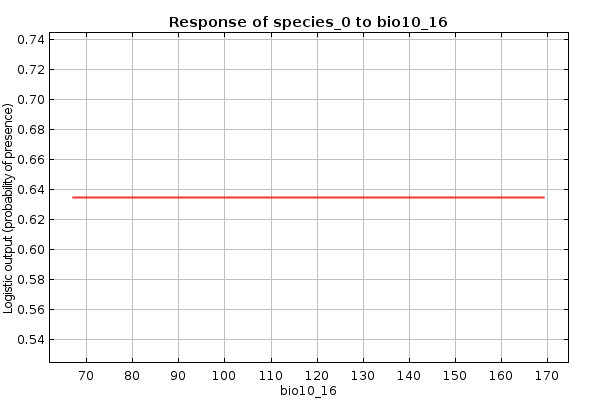 Response of species_0 to bio10_16
Logistic output (probability of presence)
0.74
0.72
0.70
0.68
0.66
0.64
0.62
0.60
0.58
0.56
0.54
70 80 90 100 110 120 130 140 150 160 170
bio10_16